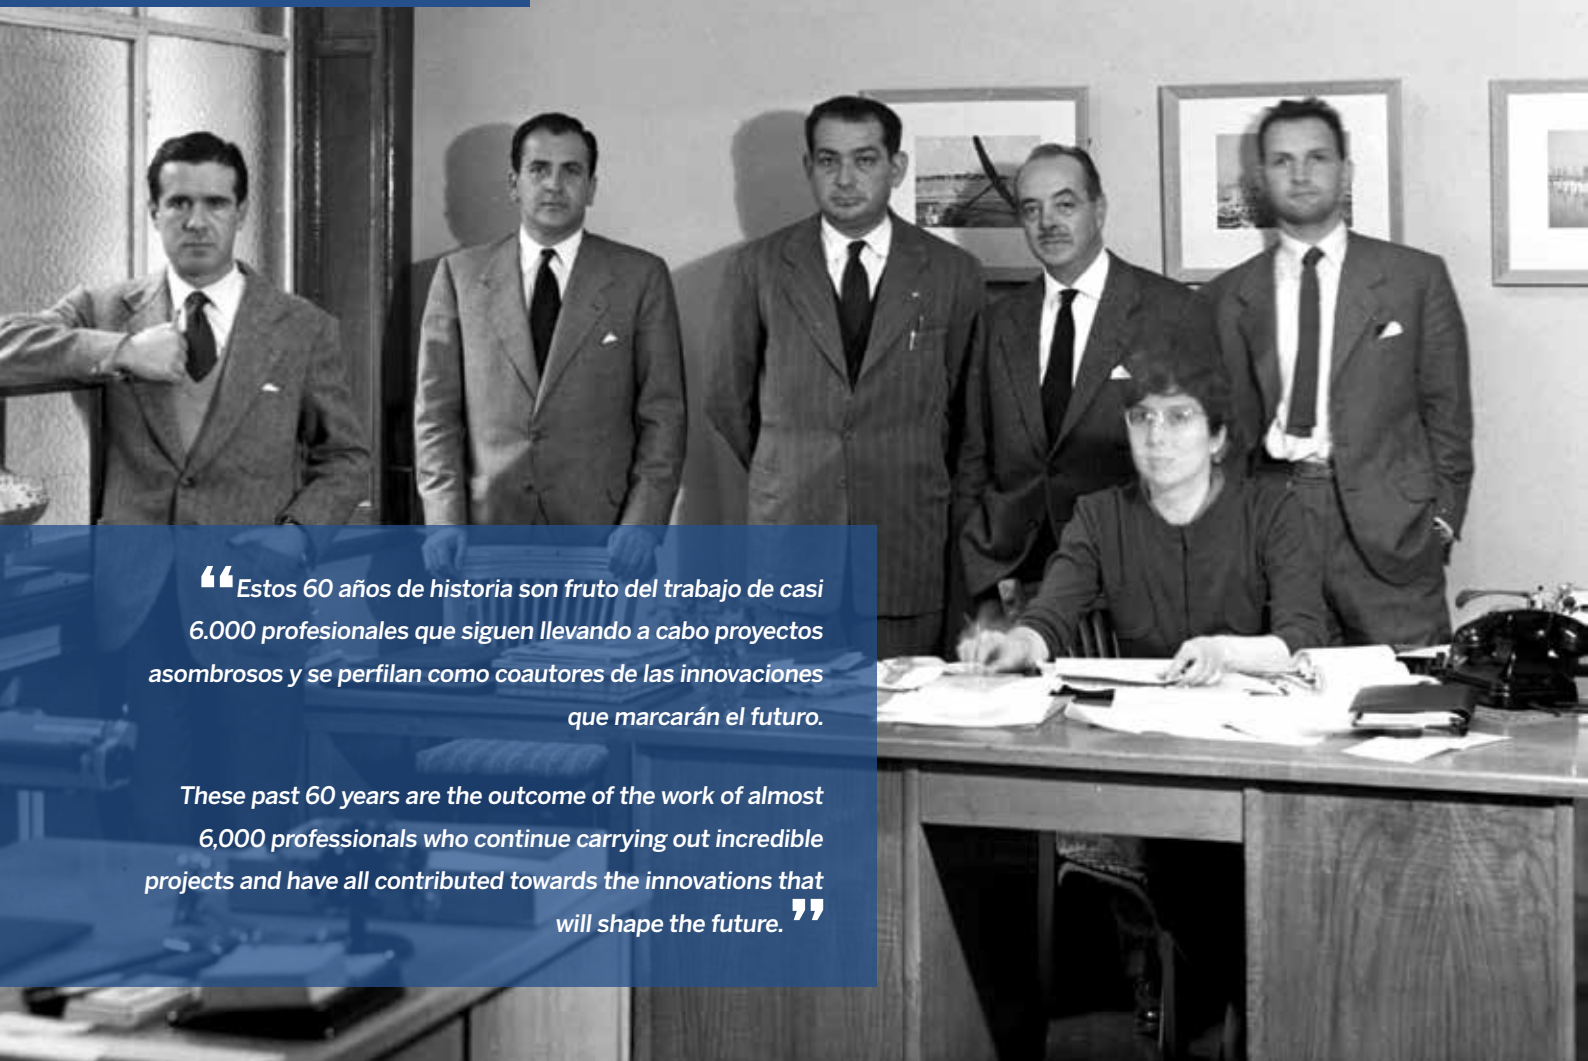 ❝Estos 60 años de historia son fruto del trabajo de casi
6.000 profesionales que siguen llevando a cabo proyectos
asombrosos y se perfilan como coautores de las innovaciones
que marcarán el futuro.
These past 60 years are the outcome of the work of almost
6,000 professionals who continue carrying out incredible
projects and have all contributed towards the innovations that
will shape the future. ❞